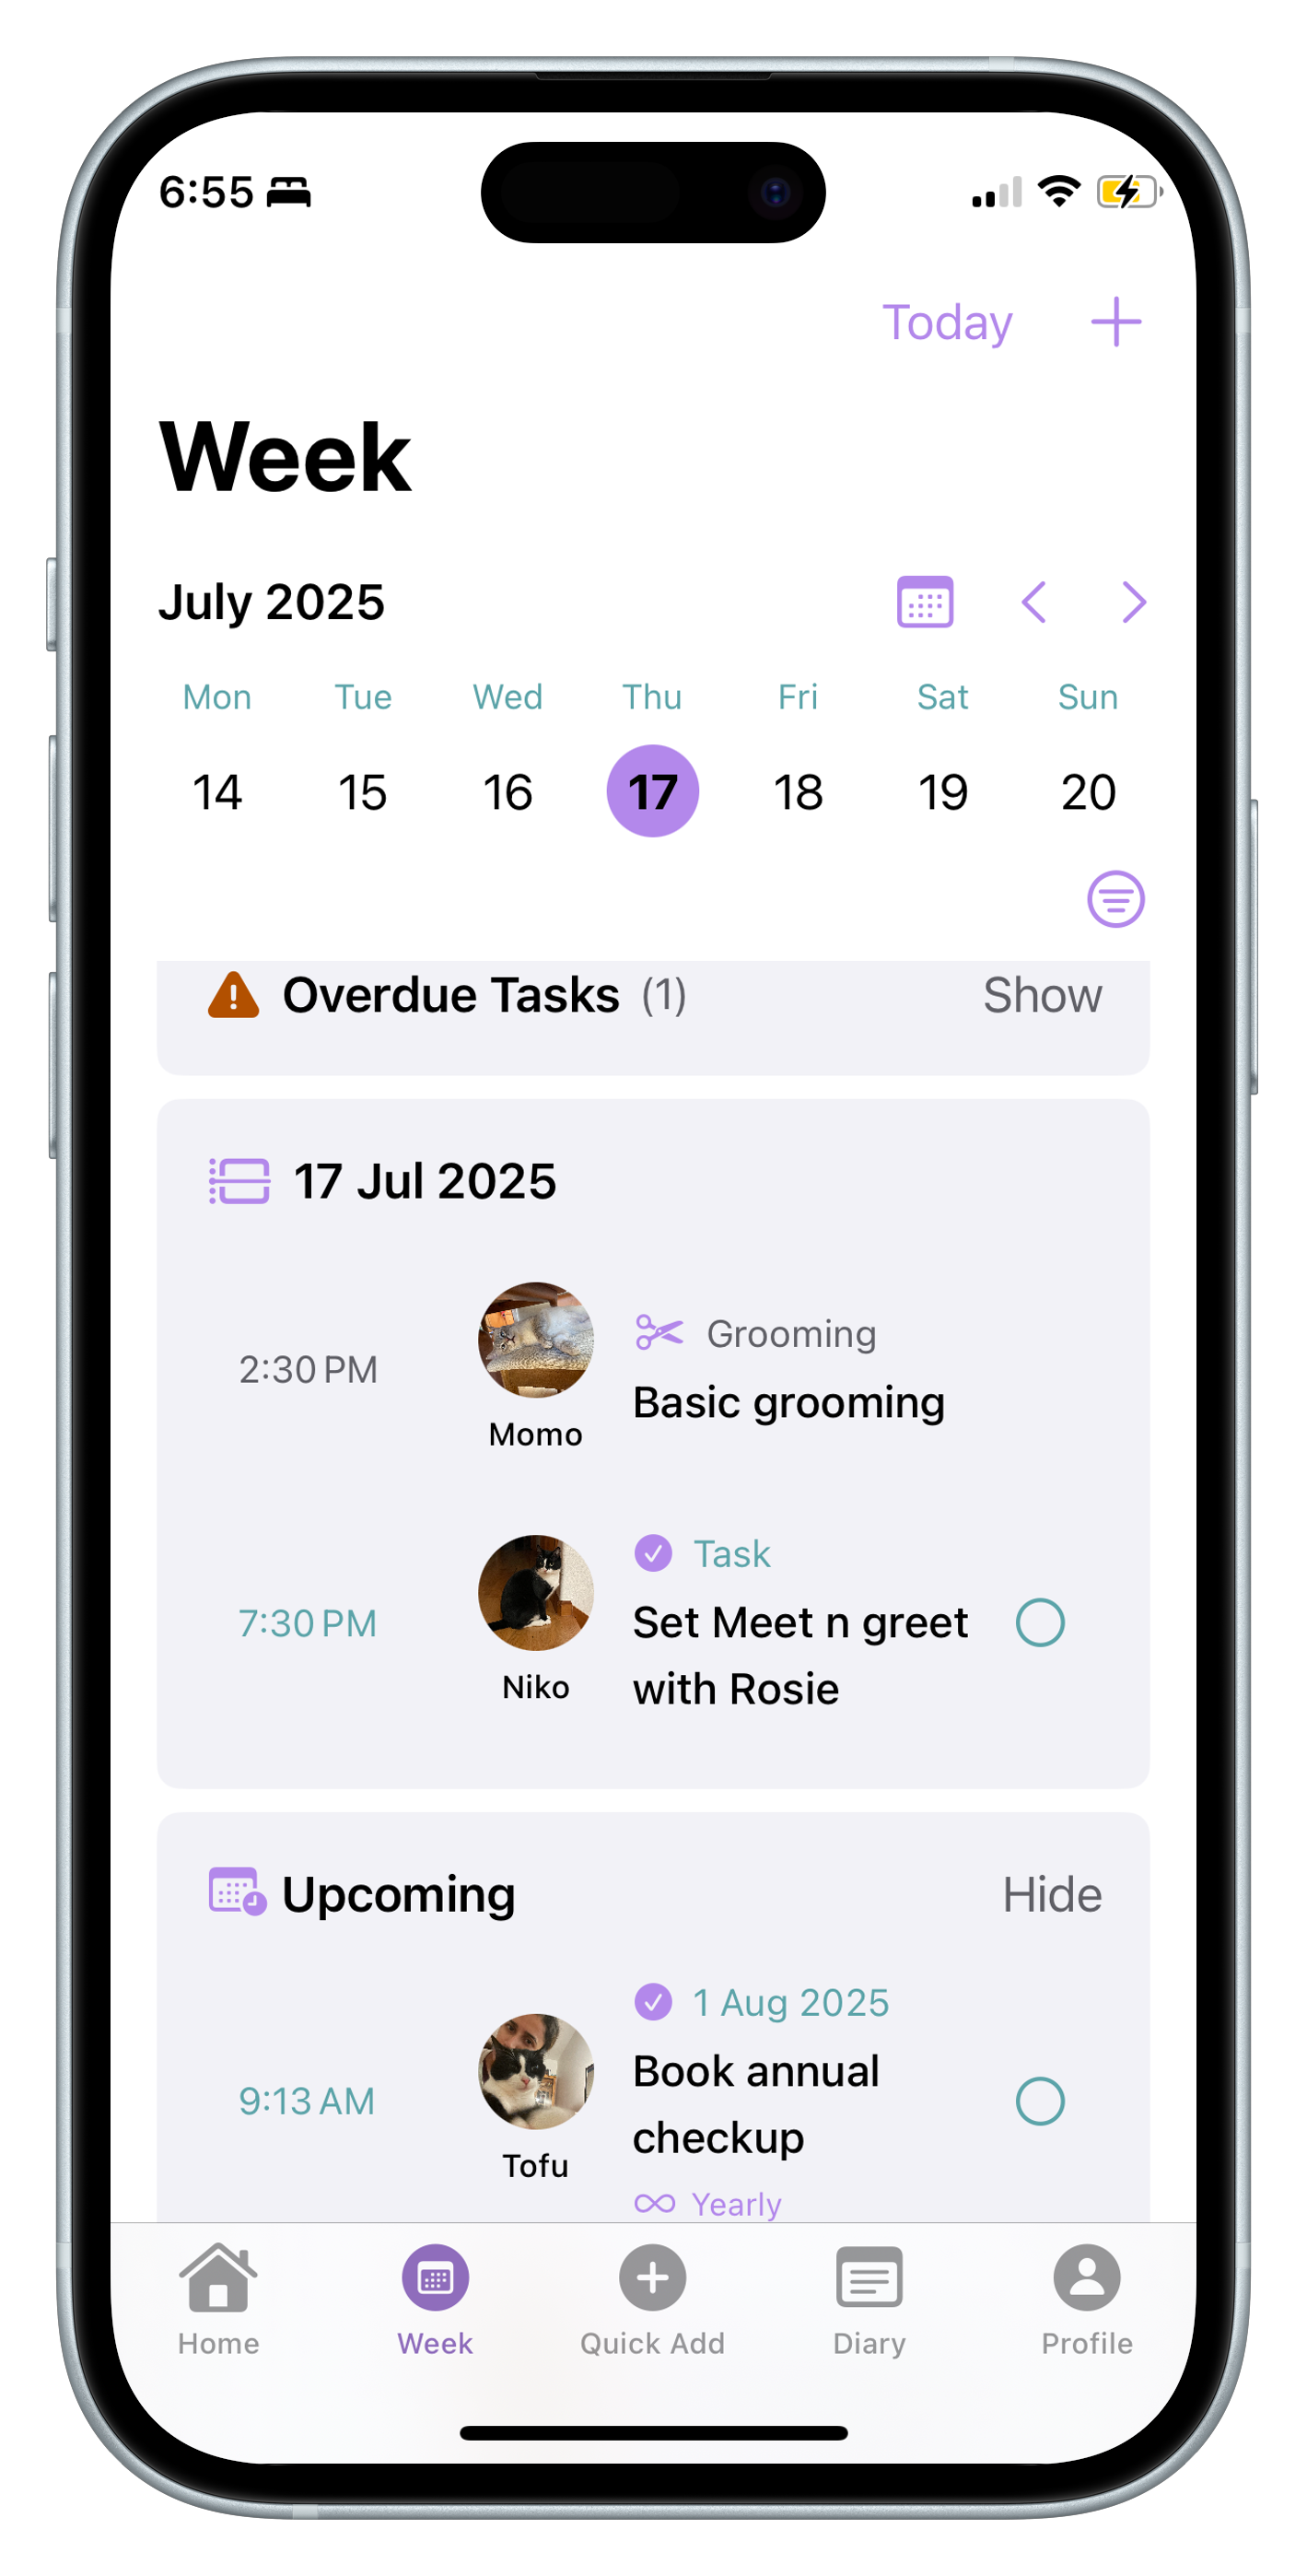 6:55
Today
Week
July 2025
Mon Tue Wed Thu Fri Sat Sun
14 15 16 17 18 19 20
Overdue Tasks (1) Show
17 Jul 2025
Grooming
2:30 PM
Basic grooming
Momo
Task
7:30 PM
Set Meet n greet
with Rosie
Niko
Upcoming Hide
1 Aug 2025
Book annual
9:13 AM
checkup
Tofu
Yearly
Home Week Quick Add Diary Profile